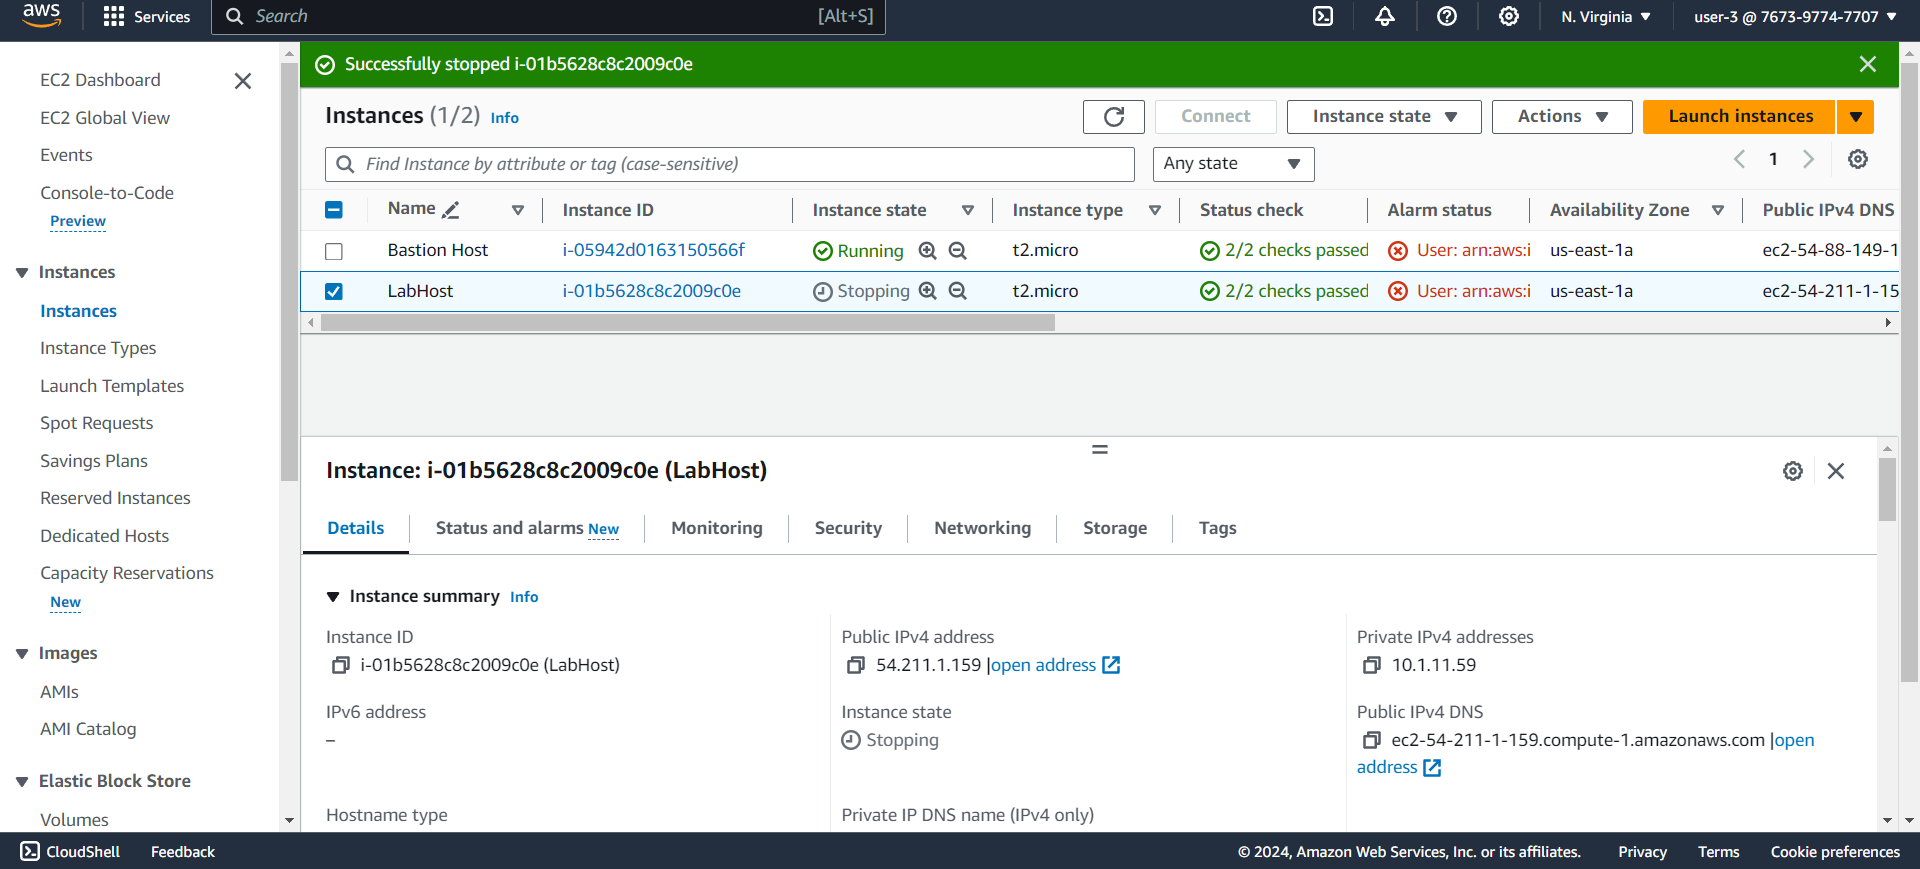 aws Services Search [Alt+S] N. Virginia user-3 @ 7673-9774-7707
EC2 Dashboard
EC2 Global View
Events
Console-to-Code
Preview
Instances
Instances
Instance Types
Launch Templates
Spot Requests
Savings Plans
Reserved Instances
Dedicated Hosts
Capacity Reservations
New
Images
AMIs
AMI Catalog
Elastic Block Store
Volumes
Successfully stopped i-01b5628c8c2009c0e
Instances (1/2) Info Connect Instance state Actions Launch instances
Find Instance by attribute or tag (case-sensitive) Any state 1
Name Instance ID Instance state Instance type Status check Alarm status Availability Zone Public IPv4 DNS
Bastion Host i-05942d0163150566f Running t2.micro 2/2 checks passed User: arn:aws:i us-east-1a ec2-54-88-149-1
LabHost i-01b5628c8c2009c0e Stopping t2.micro 2/2 checks passed User: arn:aws:i us-east-1a ec2-54-211-1-15
Instance: i-01b5628c8c2009c0e (LabHost)
Details Status and alarms New Monitoring Security Networking Storage Tags
Instance summary Info
Instance ID
i-01b5628c8c2009c0e (LabHost)
Public IPv4 address
54.211.1.159 |open address
Private IPv4 addresses
10.1.11.59
IPv6 address
–
Instance state
Stopping
Public IPv4 DNS
ec2-54-211-1-159.compute-1.amazonaws.com |open
address
Hostname type
Private IP DNS name (IPv4 only)
CloudShell Feedback © 2024, Amazon Web Services, Inc. or its affiliates. Privacy Terms Cookie preferences